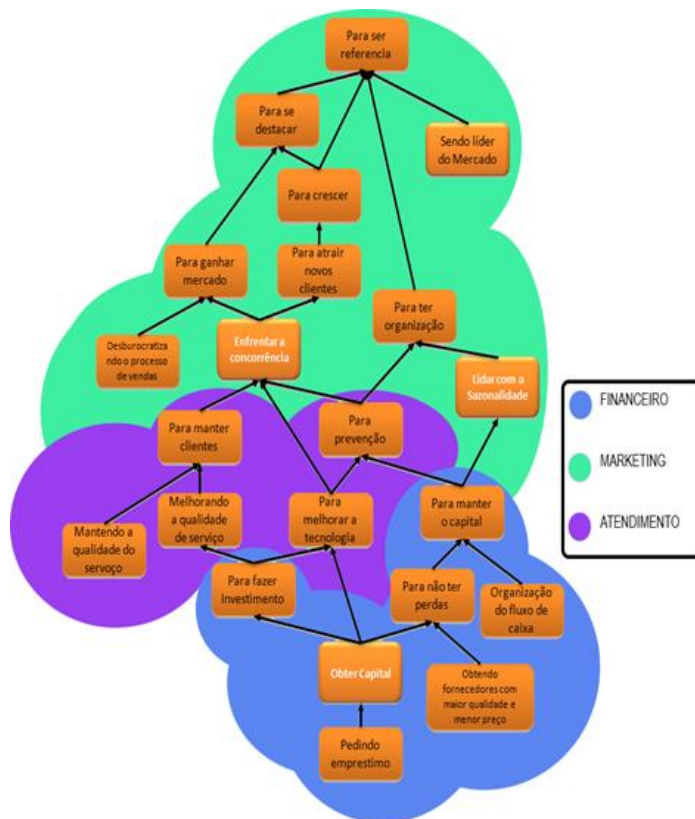 Para ser
referencia
Para se
destacar
Sendo líder
do Mercado
Para crescer
Para ganhar
mercado
Para atrair
novos
clientes
Para ter
organização
Desburocratiza
ndo o processo
de vendas
Enfrentar a
concorrência
Lidar com a
Sazonalidade
FINANCEIRO
MARKETING
ATENDIMENTO
Para manter
clientes
Para
prevenção
Mantendo a
qualidade do
servoço
Melhorando
a qualidade
de serviço
Para
melhorar a
tecnologia
Para manter
o capital
Para fazer
Investimento
Para não ter
perdas
Organização
do fluxo de
caixa
Obter Capital
Obtendo
fornecedores com
maior qualidade e
menor preço
Pedindo
emprestimo